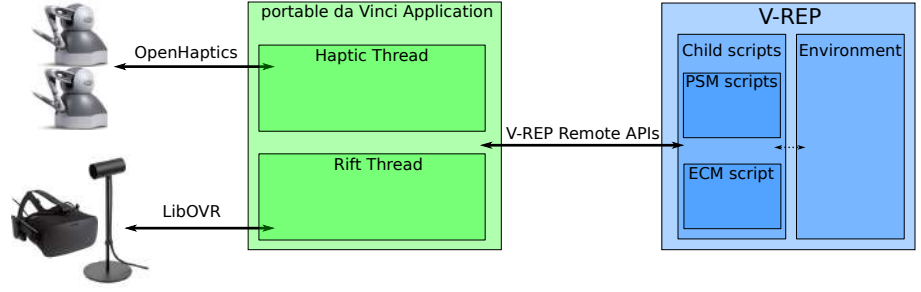 portable da Vinci Application
V-REP
OpenHaptics
Haptic Thread
Child scripts
Environment
PSM scripts
V-REP Remote APIs
Rift Thread
ECM script
LibOVR